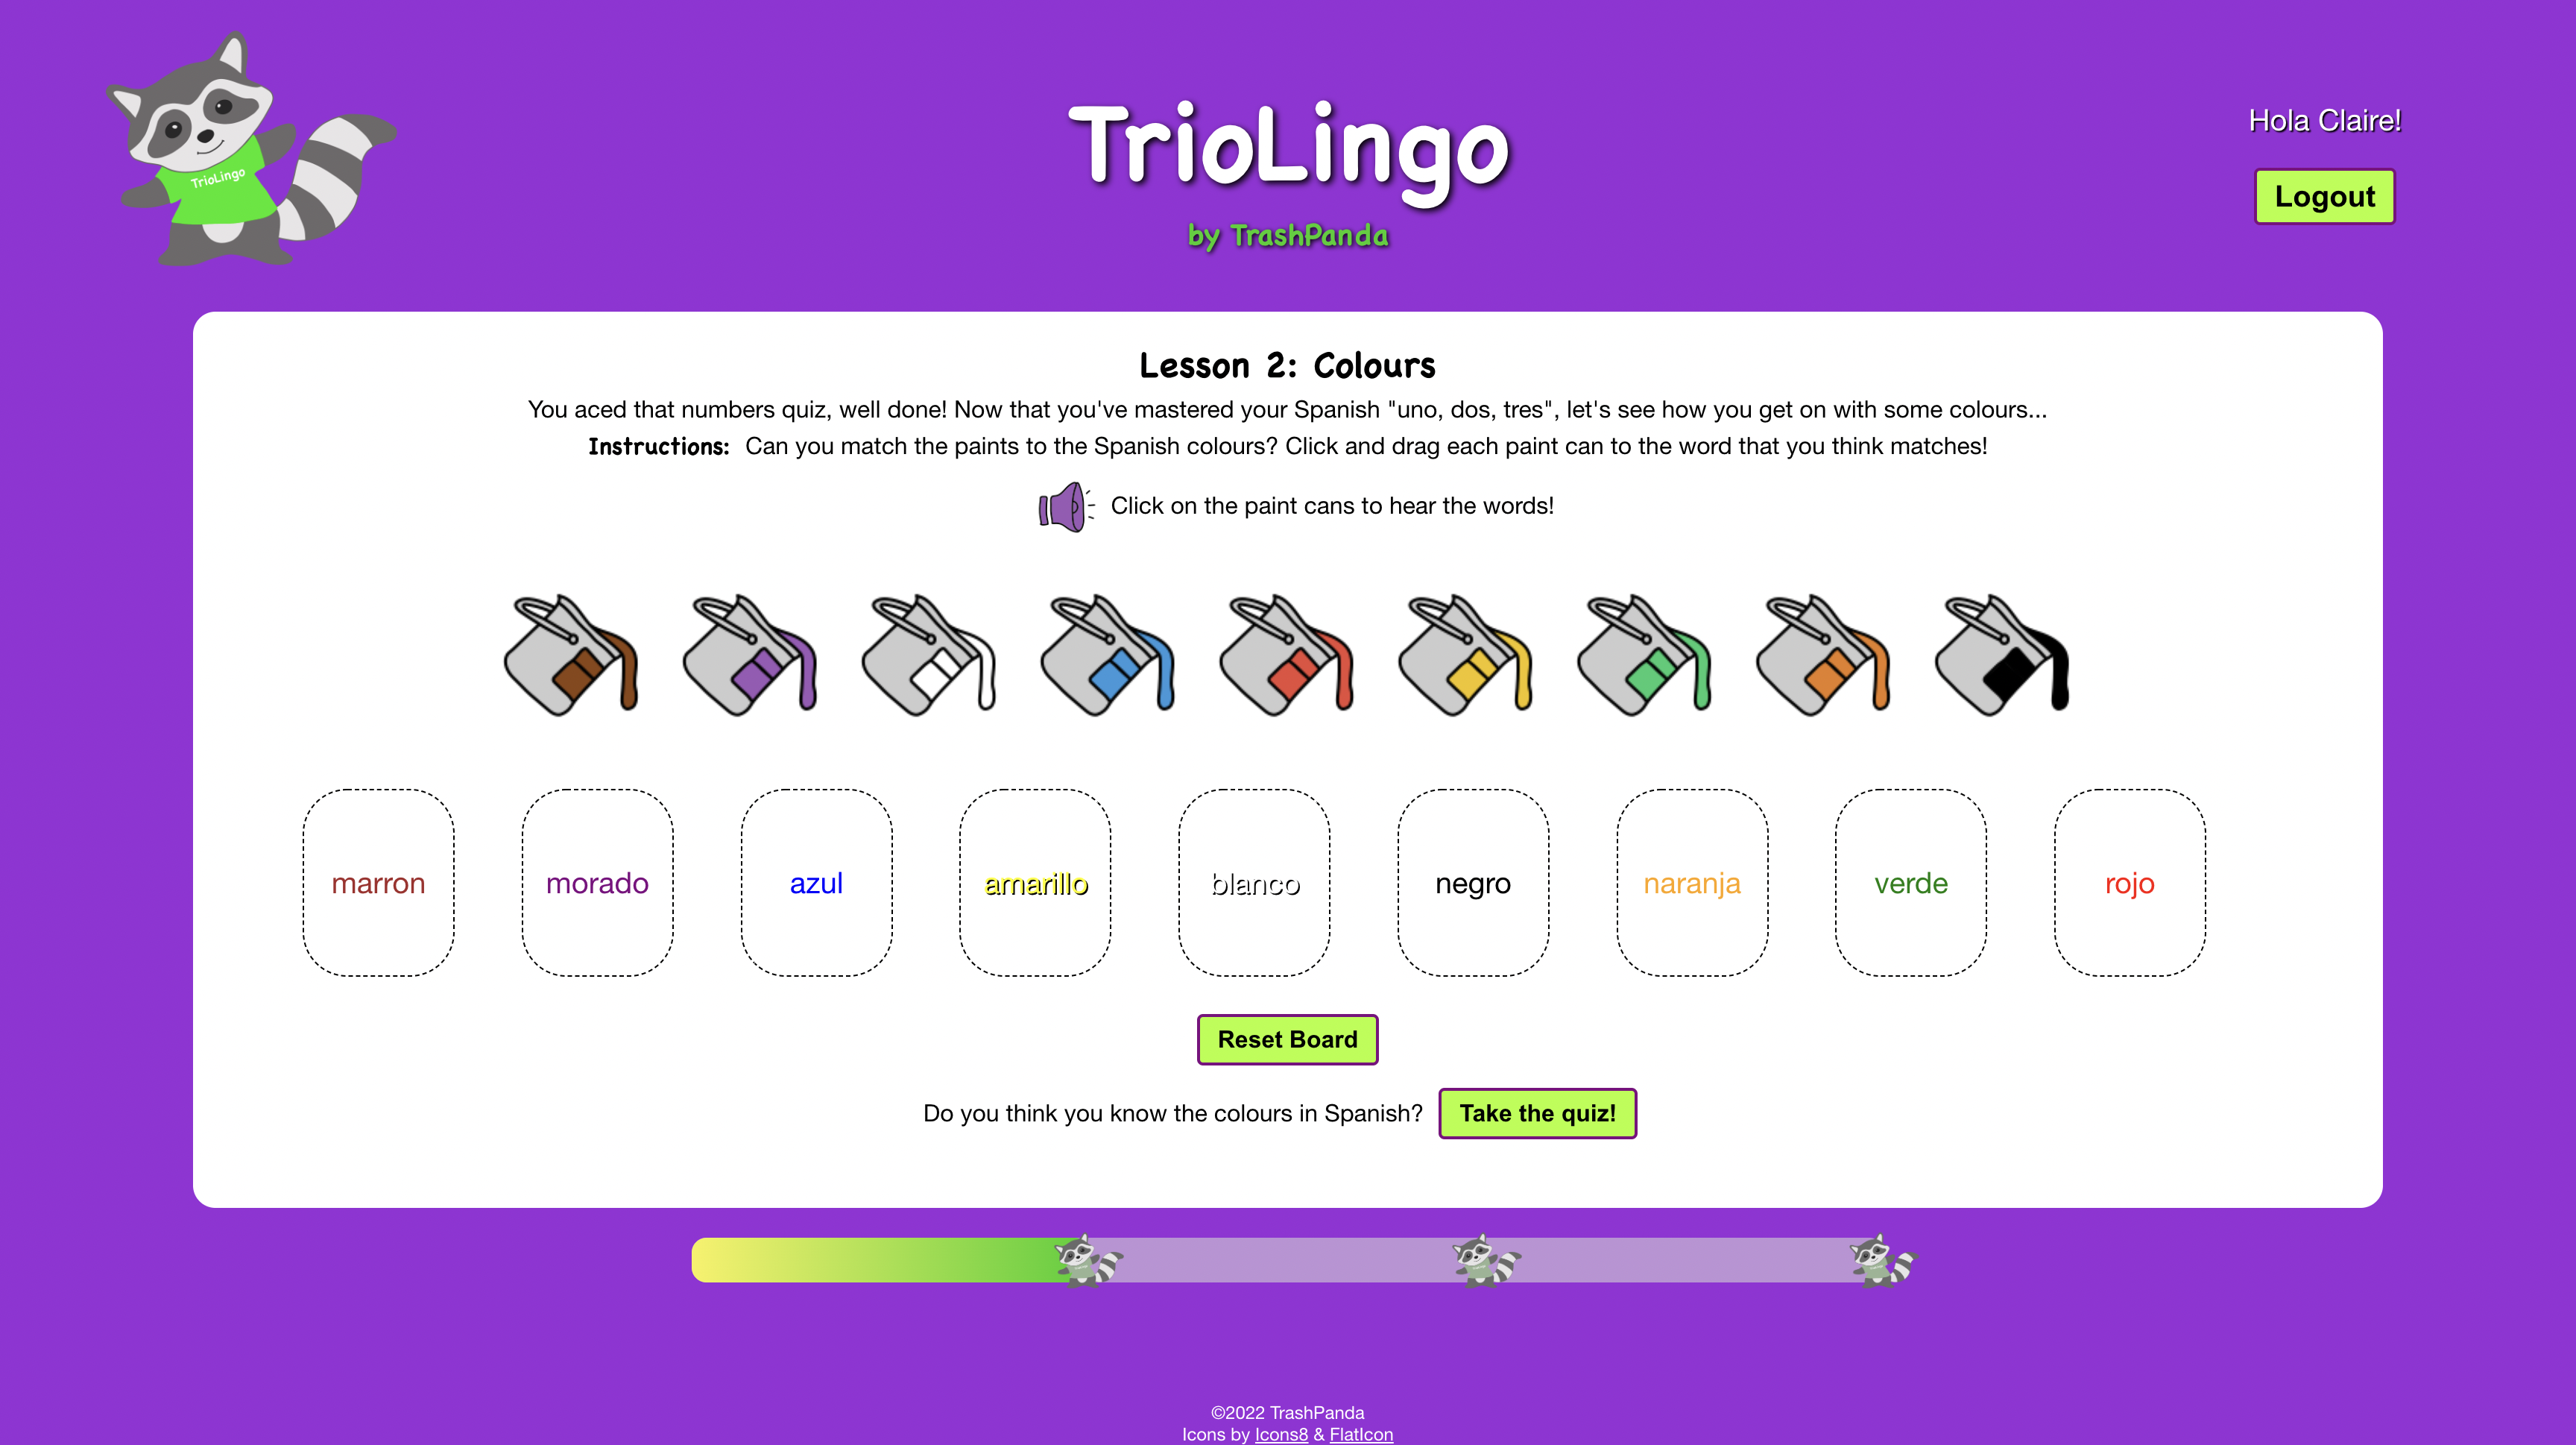 TrioLingo
TrioLingo
by TrashPanda
Hola Claire!
Logout
Lesson 2: Colours
You aced that numbers quiz, well done! Now that you've mastered your Spanish "uno, dos, tres", let's see how you get on with some colours...
Instructions: Can you match the paints to the Spanish colours? Click and drag each paint can to the word that you think matches!
Click on the paint cans to hear the words!
marron
morado
azul
amarillo
blanco
negro
naranja
verde
rojo
Reset Board
Do you think you know the colours in Spanish? Take the quiz!
©2022 TrashPanda
Icons by Icons8 & FlatIcon